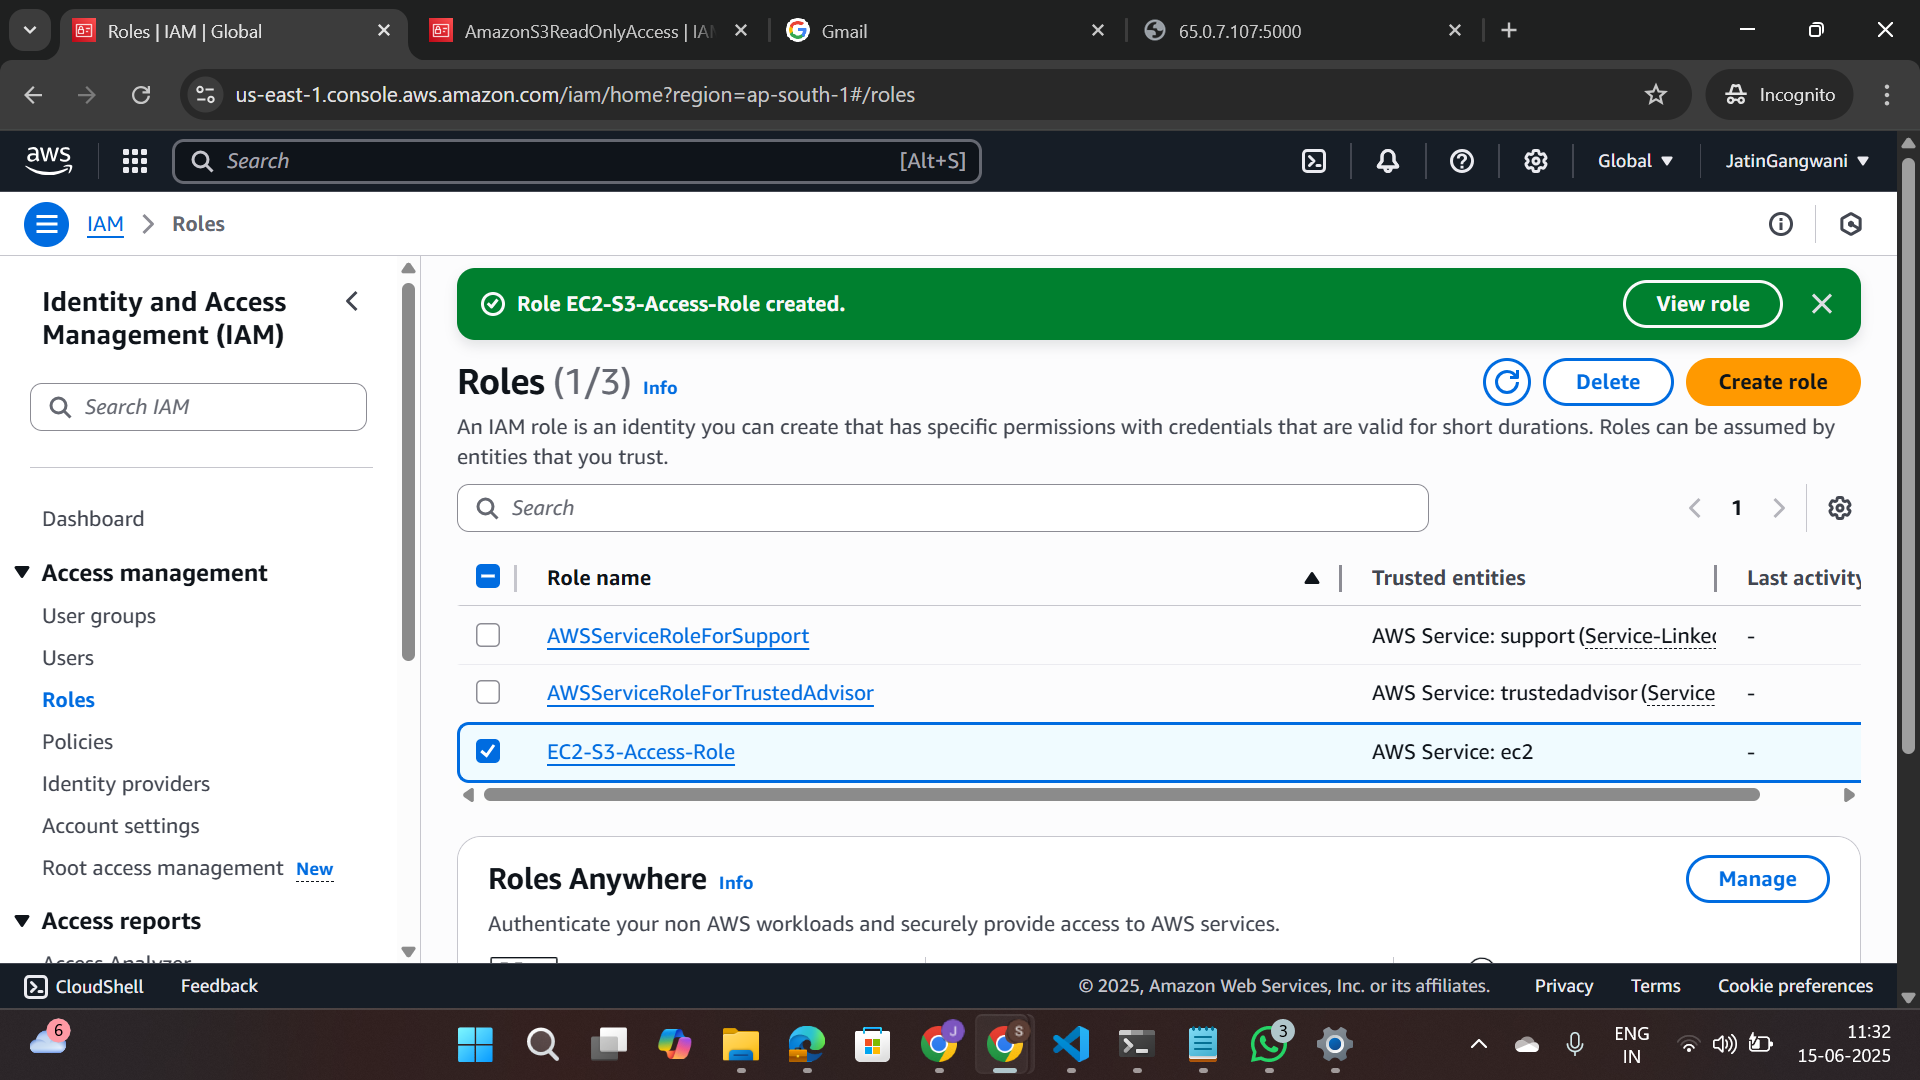 Roles | IAM | Global
AmazonS3ReadOnlyAccess | IAM
Gmail
65.0.7.107:5000
us-east-1.console.aws.amazon.com/iam/home?region=ap-south-1#/roles
Incognito
aws
Search
[Alt+S]
Global
JatinGangwani
IAM
Roles
Identity and Access
Management (IAM)
Search IAM
Dashboard
Access management
User groups
Users
Roles
Policies
Identity providers
Account settings
Root access management New
Access reports
Access Analyzer
Role EC2-S3-Access-Role created.
View role
Roles (1/3) Info
Delete
Create role
An IAM role is an identity you can create that has specific permissions with credentials that are valid for short durations. Roles can be assumed by
entities that you trust.
Search
1
Role name
Trusted entities
Last activity
AWSServiceRoleForSupport
AWS Service: support (Service-Linked
-
AWSServiceRoleForTrustedAdvisor
AWS Service: trustedadvisor (Service
-
EC2-S3-Access-Role
AWS Service: ec2
-
Roles Anywhere Info
Manage
Authenticate your non AWS workloads and securely provide access to AWS services.
CloudShell
Feedback
© 2025, Amazon Web Services, Inc. or its affiliates.
Privacy
Terms
Cookie preferences
6
J
S
3
ENG
IN
11:32
15-06-2025